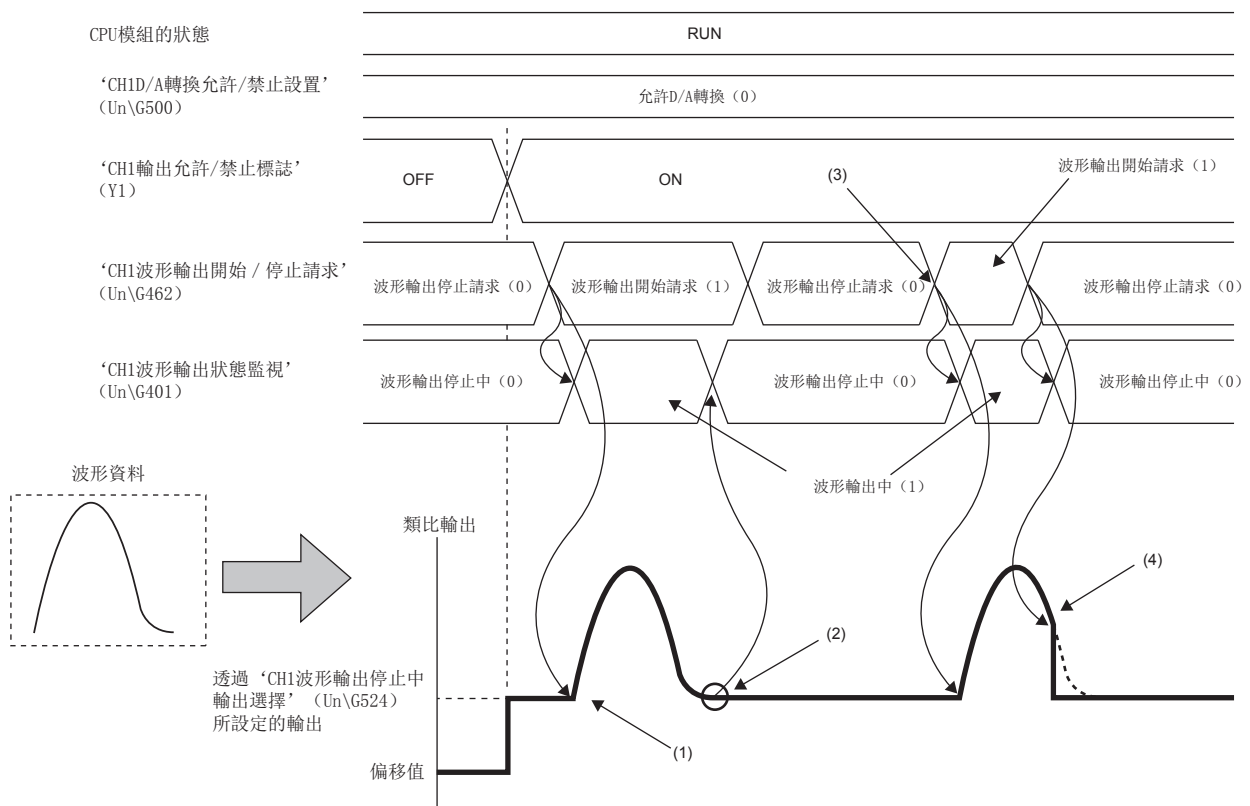 CPU模組的狀態
RUN
‘CH1D/A轉換允許/禁止設置’
（Un\G500）
允許D/A轉換（0）
‘CH1輸出允許/禁止標誌’
（Y1）
OFF
ON
(3)
波形輸出開始請求（1）
‘CH1波形輸出開始／停止請求’
（Un\G462）
波形輸出停止請求（0）
波形輸出開始請求（1）
波形輸出停止請求（0）
波形輸出停止請求（0）
‘CH1波形輸出狀態監視’
（Un\G401）
波形輸出停止中（0）
波形輸出停止中（0）
波形輸出停止中（0）
波形輸出中（1）
波形資料
類比輸出
(4)
(2)
透過‘CH1波形輸出停止中
輸出選擇’（Un\G524）
所設定的輸出
(1)
偏移值